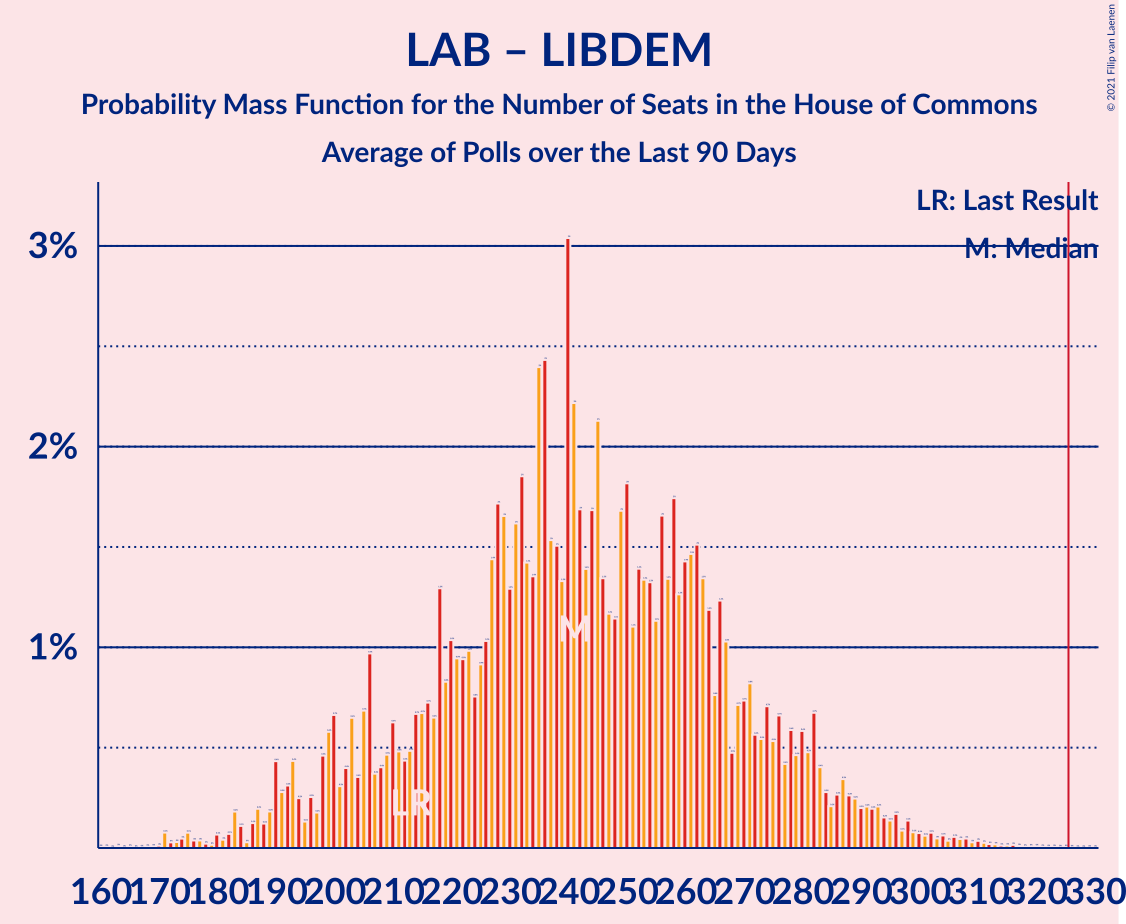 LAB – LIBDEM
Probability Mass Function for the Number of Seats in the House of Commons
Average of Polls over the Last 90 Days
© 2021 Filip van Laenen
LR: Last Result
M: Median
3%
2%
1%
M
LR
160 170 180 190 200 210 220 230 240 250 260 270 280 290 300 310 320 330